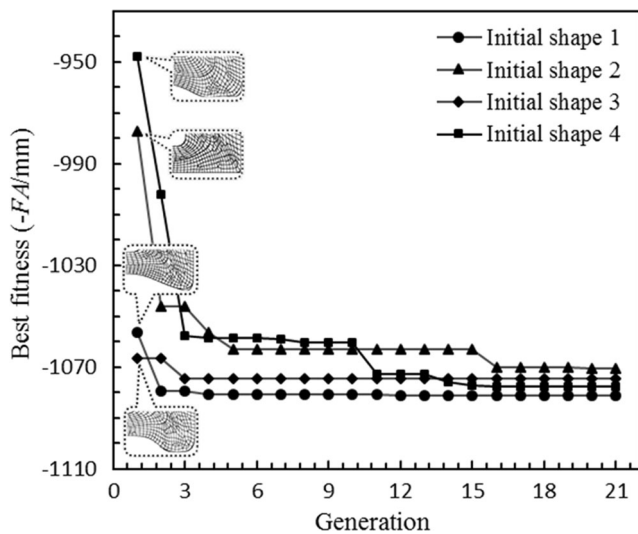 Initial shape 1
Initial shape 2
Initial shape 3
Initial shape 4
-950
-990
-1030
-1070
-1110
Best fitness (-FA/mm)
0 3 6 9 12 15 18 21
Generation